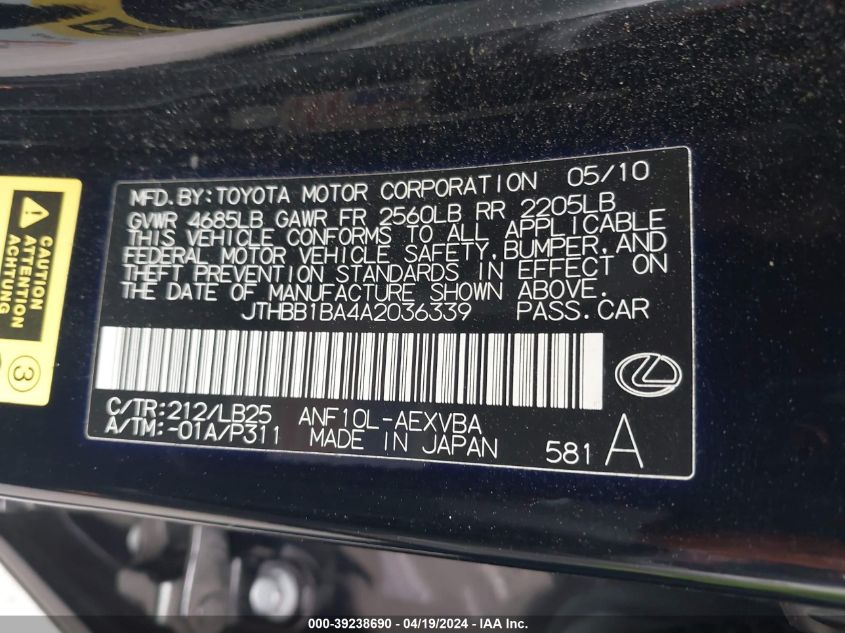 MFD.BY:TOYOTA MOTOR CORPORATION 05/10
GVWR 4685LB GAWR FR 2560LB RR 2205LB
THIS VEHICLE CONFORMS TO ALL APPLICABLE
FEDERAL MOTOR VEHICLE SAFETY,BUMPER,AND
THEFT PREVENTION STANDARDS IN EFFECT ON
THE DATE OF MANUFACTURE SHOWN ABOVE.
JTHBB1BA4A2036339 PASS.CAR
C/TR:212/LB25 ANF10L-AEXVBA
A/TM:-01A/P311 MADE IN JAPAN 581 A
CAUTION
ATTENTION
ACHTUNG
3
000-39238690 - 04/19/2024 - IAAI.com.